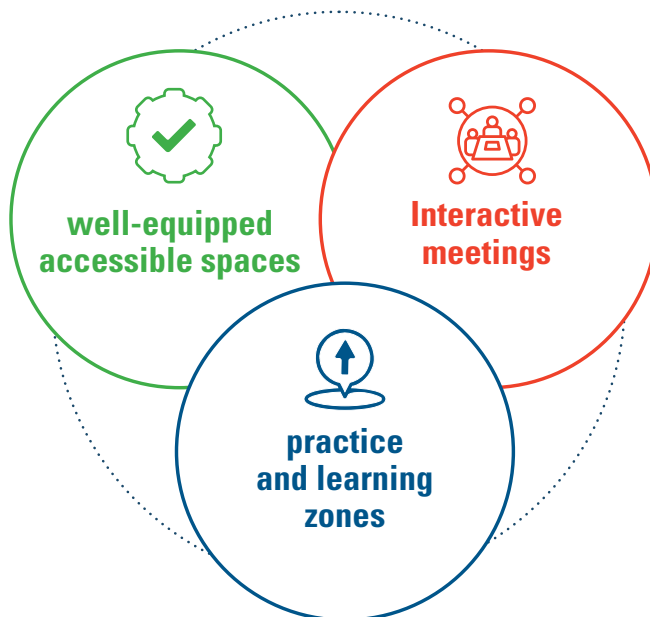 well-equipped
accessible spaces
Interactive
meetings
practice
and learning
zones